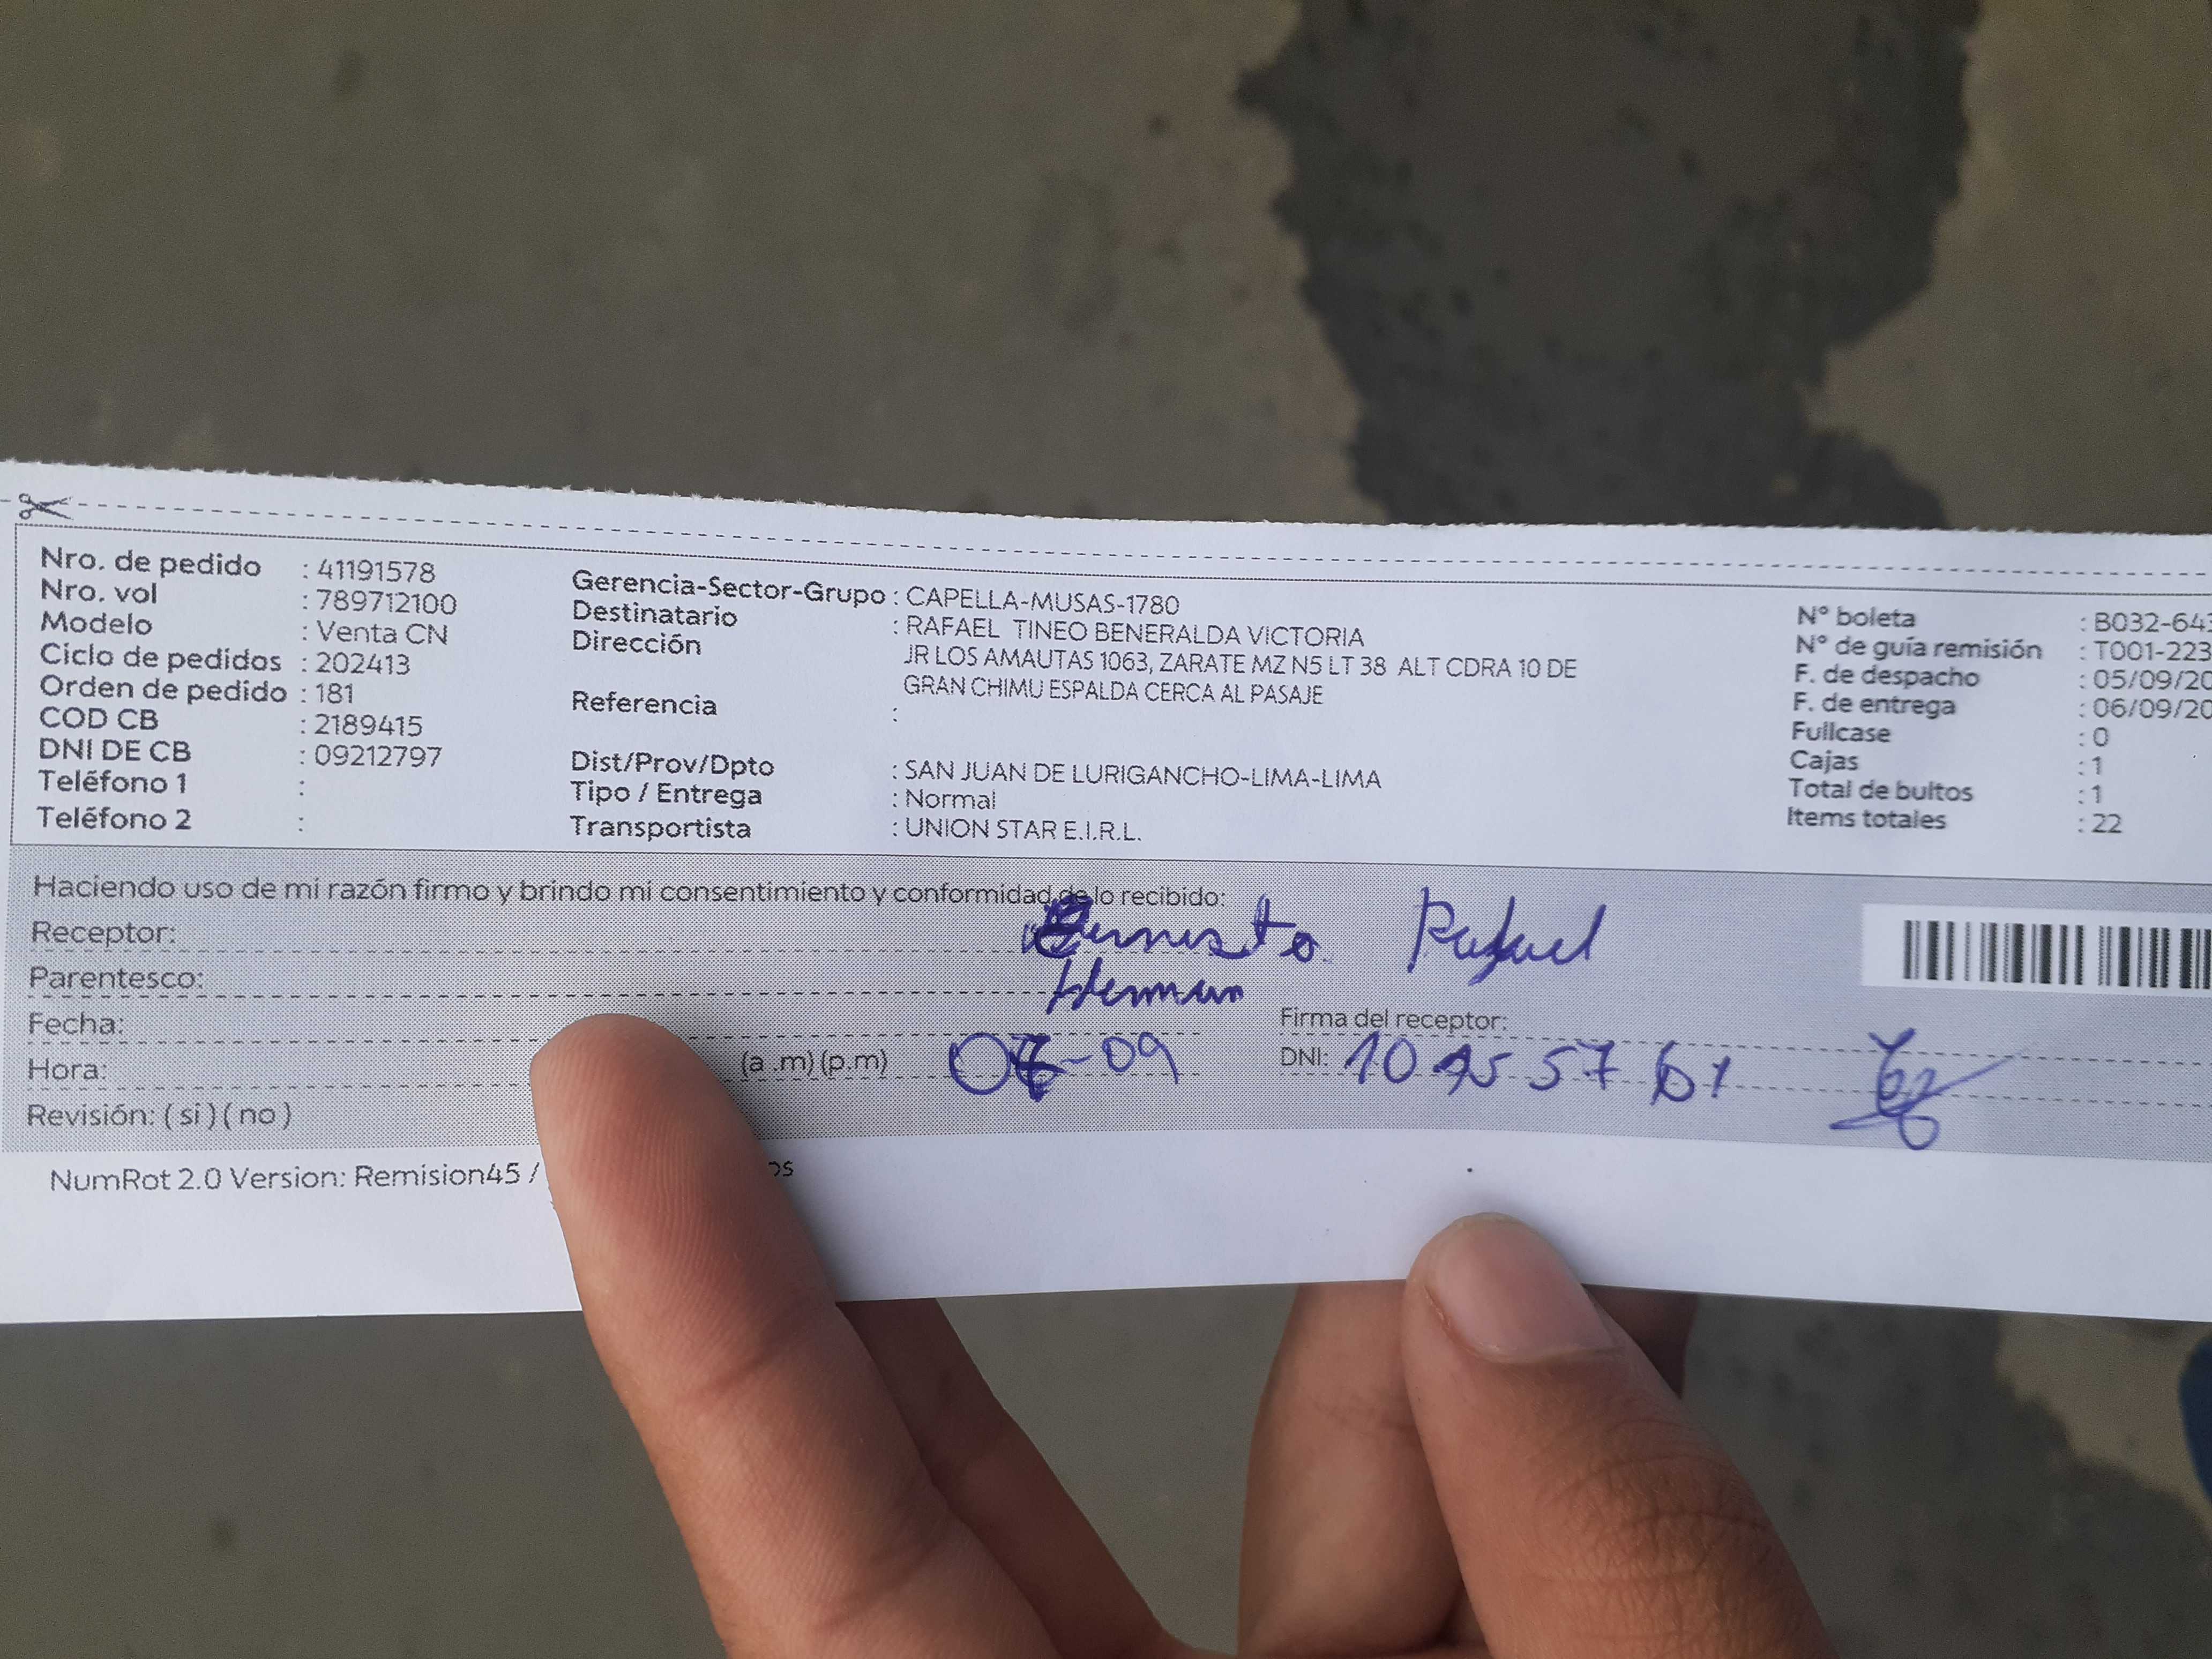 Nro. de pedido : 41191578
Nro. vol : 789712100
Modelo : Venta CN
Ciclo de pedidos : 202413
Orden de pedido : 181
COD CB : 2189415
DNI DE CB : 09212797
Teléfono 1 :
Teléfono 2 :
Gerencia-Sector-Grupo : CAPELLA-MUSAS-1780
Destinatario : RAFAEL TINEO BENERALDA VICTORIA
Dirección JR LOS AMAUTAS 1063, ZARATE MZ N5 LT 38 ALT CDRA 10 DE
GRAN CHIMU ESPALDA CERCA AL PASAJE
Referencia :
Dist/Prov/Dpto : SAN JUAN DE LURIGANCHO-LIMA-LIMA
Tipo / Entrega : Normal
Transportista : UNION STAR E.I.R.L.
N° boleta : B032-643
N° de guía remisión : T001-223
F. de despacho : 05/09/20
F. de entrega : 06/09/20
Fullcase : 0
Cajas : 1
Total de bultos : 1
Items totales : 22
Haciendo uso de mi razón firmo y brindo mi consentimiento y conformidad de lo recibido:
Receptor: Ernesto Rafael
Parentesco: Herman
Fecha:
Firma del receptor:
Hora: (a .m) (p.m) -09
DNI: 10 45 57 61
Revisión: ( si ) ( no )
NumRot 2.0 Version: Remision45 /